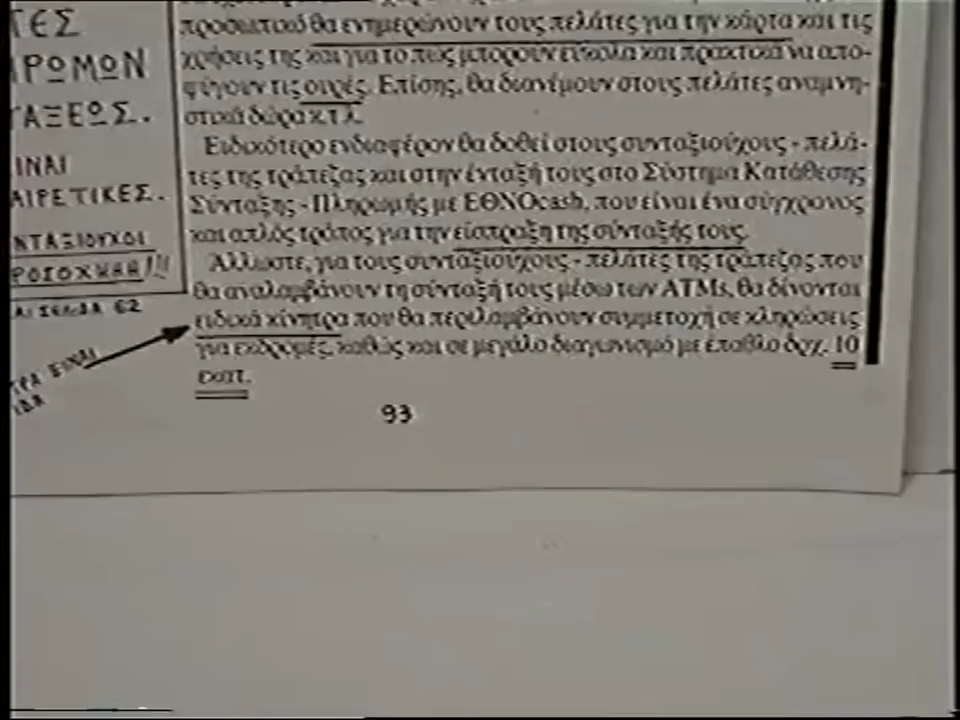 ΤΕΣ
ΡΩΜΩΝ
ΤΑΞΕΩΣ.
ΙΝΑΙ
ΑΙΡΕΤΙΚΕΣ.
ΝΤΑΞΙΟΥΧΟΙ
ΣΕΛΙΔΑ 62
ΤΡΑ ΕΙΝΑΙ
ΙΔΑ
προσωπικό θα ενημερώνουν τους πελάτες για την κάρτα και τις
χρήσεις της και για το πώς μπορούν εύκολα και πρακτικά να απο-
φύγουν τις ουρές. Επίσης, θα διανέμουν στους πελάτες αναμνη-
στικά δώρα κ.τ.λ.
Ειδικότερο ενδιαφέρον θα δοθεί στους συνταξιούχους - πελά-
τες της τράπεζας και στην ένταξή τους στο Σύστημα Κατάθεσης
Σύνταξης - Πληρωμής με ΕΘΝΟcash, που είναι ένα σύγχρονος
και απλός τρόπος για την είσπραξη της σύνταξής τους.
Άλλωστε, για τους συνταξιούχους - πελάτες της τράπεζας που
θα αναλαμβάνουν τη σύνταξή τους μέσω των ATMs, θα δίνονται
ειδικά κίνητρα που θα περιλαμβάνουν συμμετοχή σε κληρώσεις
για εκδρομές, καθώς και σε μεγάλο διαγωνισμό με έπαθλο δρχ. 10
εκατ.
93